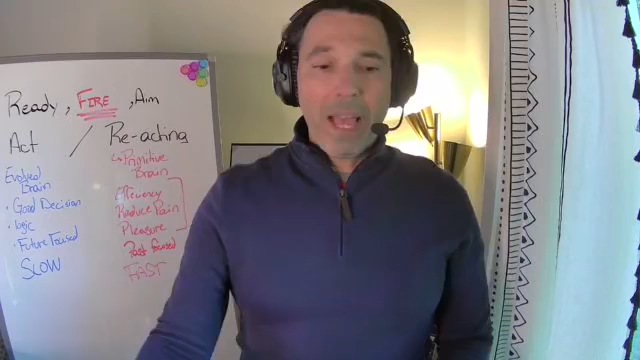 Ready, FIRE, Aim
Act / Re-acting
Evolved
Brain
• Good Decision
• logic
• Future Focused
SLOW
Primitive
Brain
Reduce Pain
Pleasure
Past focused
FAST